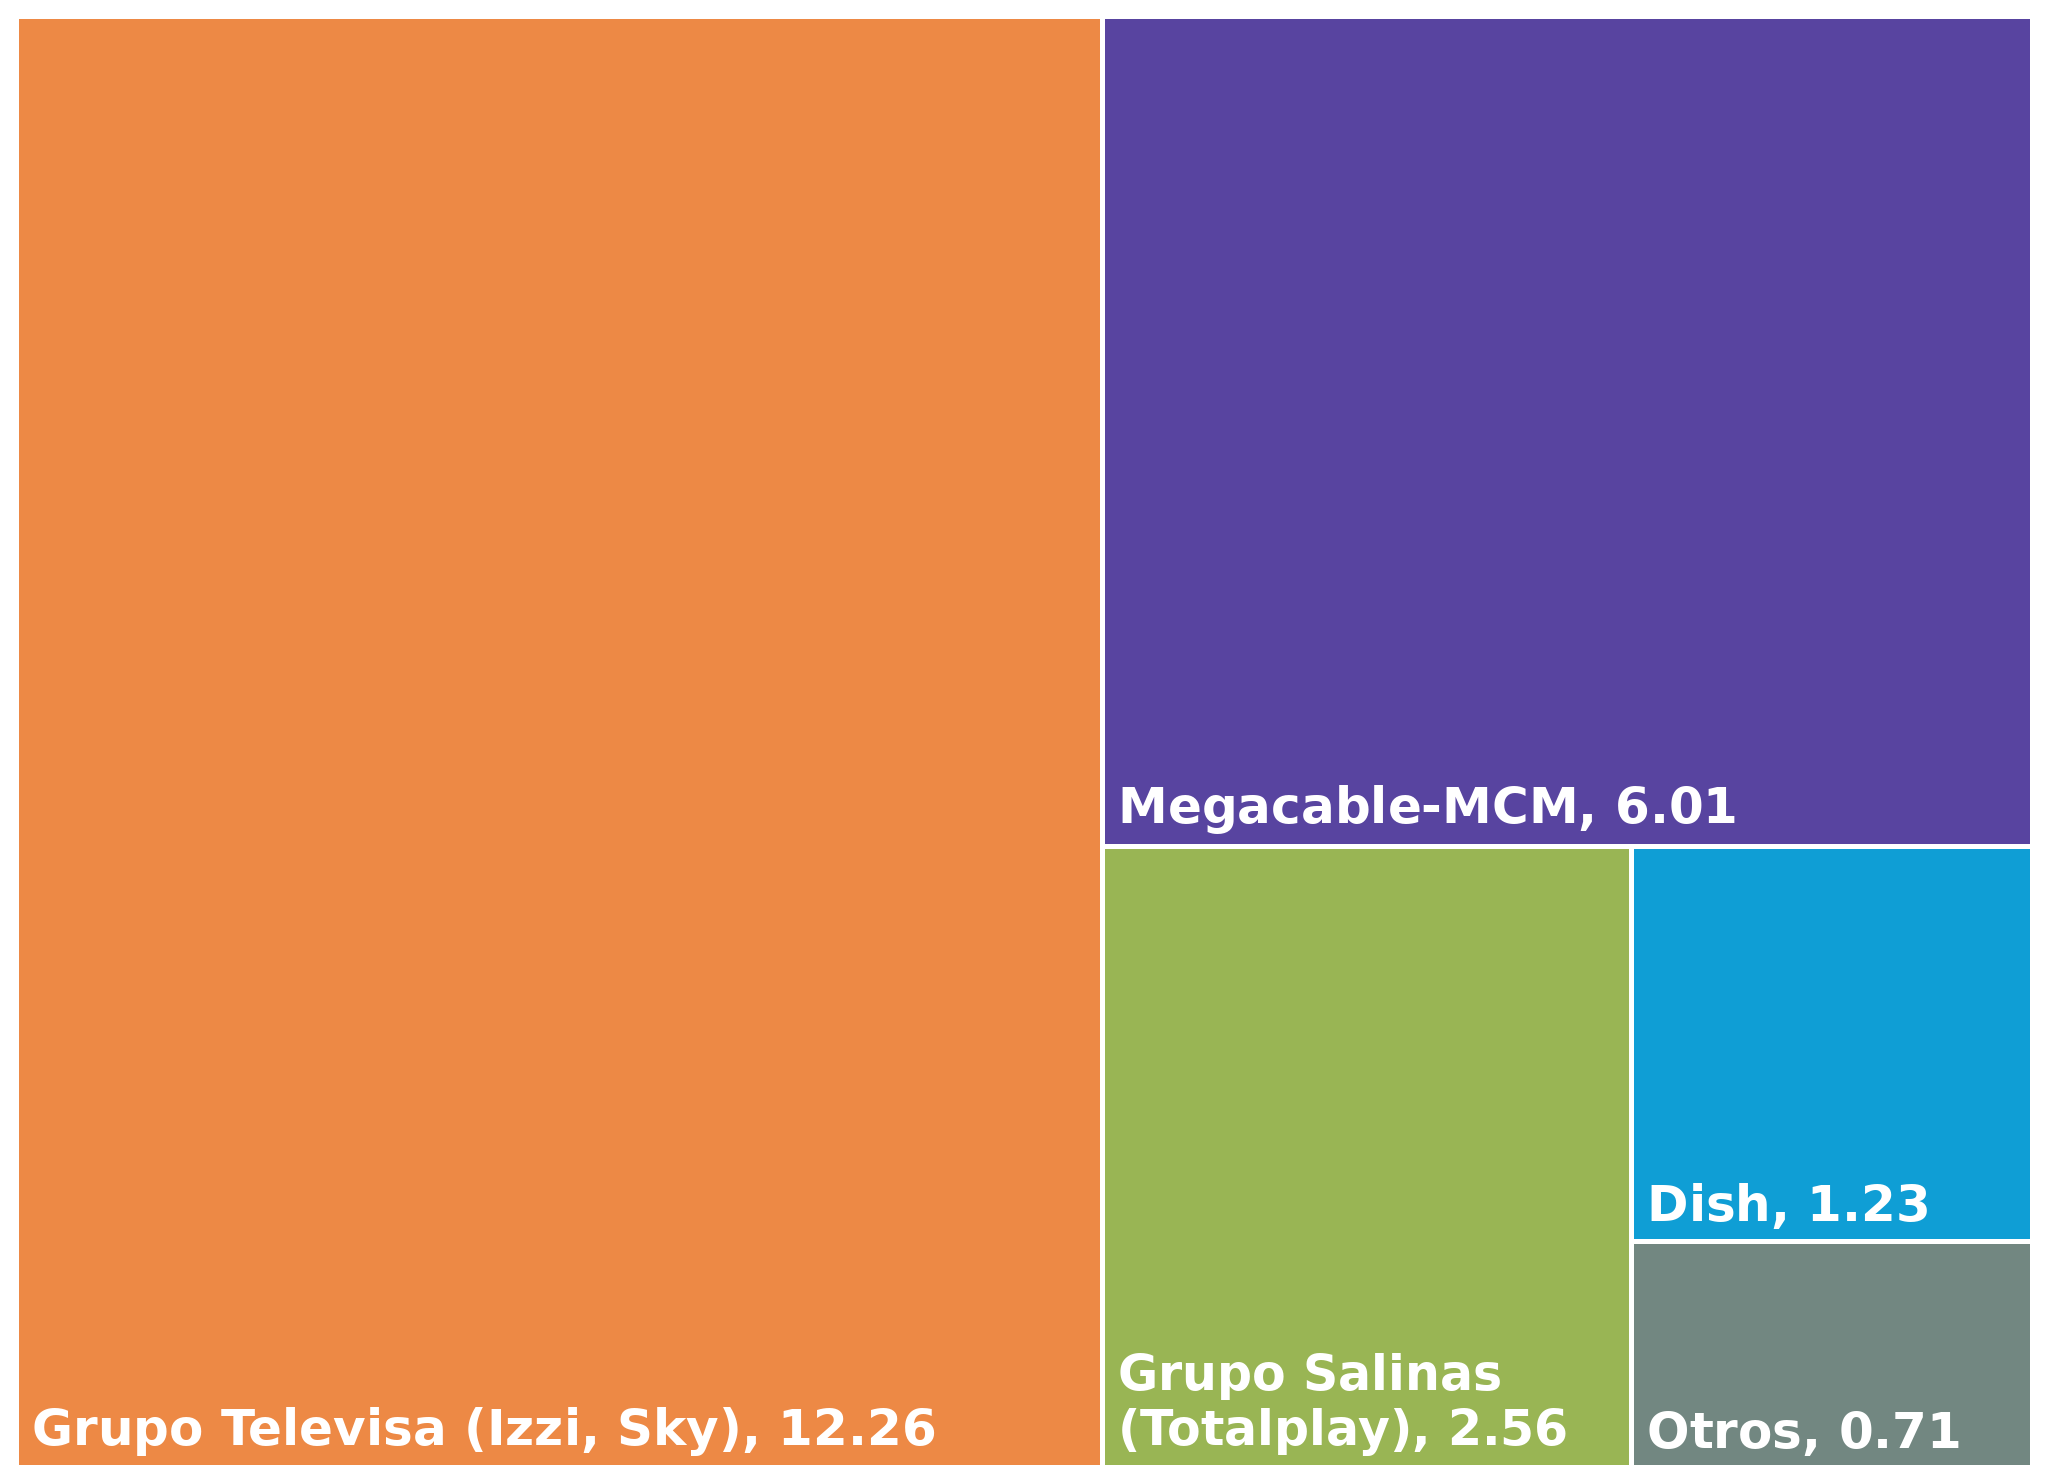 Megacable-MCM, 6.01
Dish, 1.23
Grupo Salinas
(Totalplay), 2.56
Grupo Televisa (Izzi, Sky), 12.26
Otros, 0.71